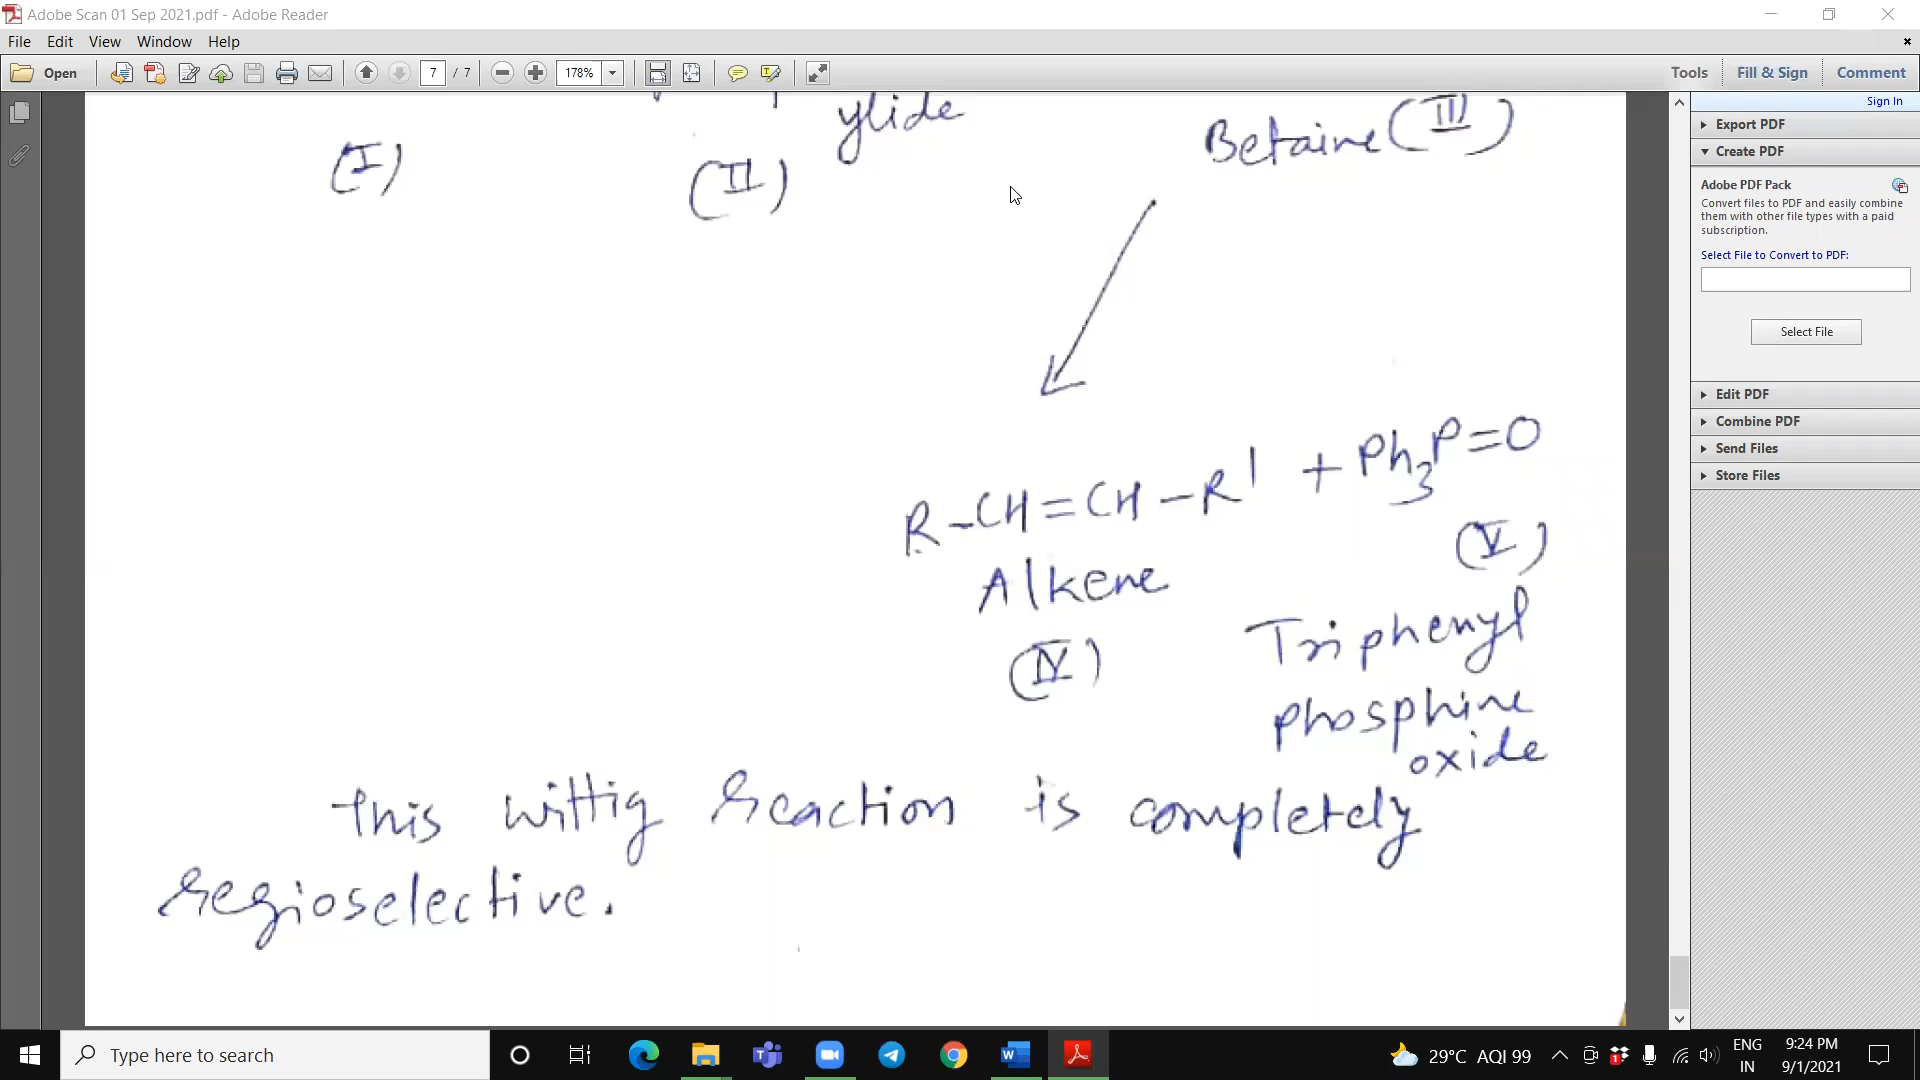 Adobe Scan 01 Sep 2021.pdf - Adobe Reader
File Edit View Window Help
Open 7 / 7 178% Tools Fill & Sign Comment
Sign In
Export PDF
Create PDF
Adobe PDF Pack
Convert files to PDF and easily combine
them with other file types with a paid
subscription.
Select File to Convert to PDF:
Select File
Edit PDF
Combine PDF
Send Files
Store Files
ylide
Betaine (III)
(I)
(II)
R-CH=CH-R' + Ph3P=O
Alkene
(V)
(IV)
Triphenyl
phosphine
oxide
This wittig reaction is completely
regioselective.
Type here to search
29°C AQI 99
ENG
IN
9:24 PM
9/1/2021